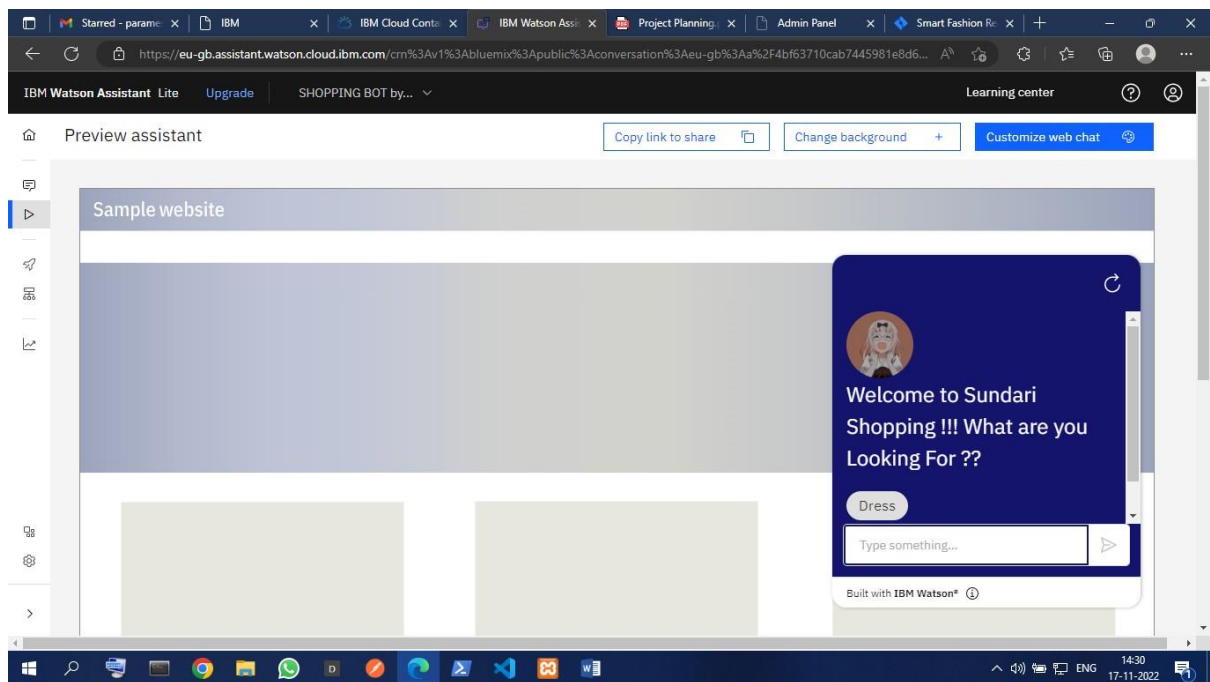 Starred - parame
IBM
IBM Cloud Conta
IBM Watson Assis
Project Planning.
Admin Panel
Smart Fashion Re
https://eu-gb.assistant.watson.cloud.ibm.com/crn%3Av1%3Abluemix%3Apublic%3Aconversation%3Aeu-gb%3Aa%2F4bf63710cab7445981e8d6...
IBM Watson Assistant Lite Upgrade SHOPPING BOT by... Learning center
Preview assistant
Copy link to share
Change background +
Customize web chat
Sample website
Welcome to Sundari
Shopping !!! What are you
Looking For ??
Dress
Type something...
Built with IBM Watson®
ENG
14:30
17-11-2022